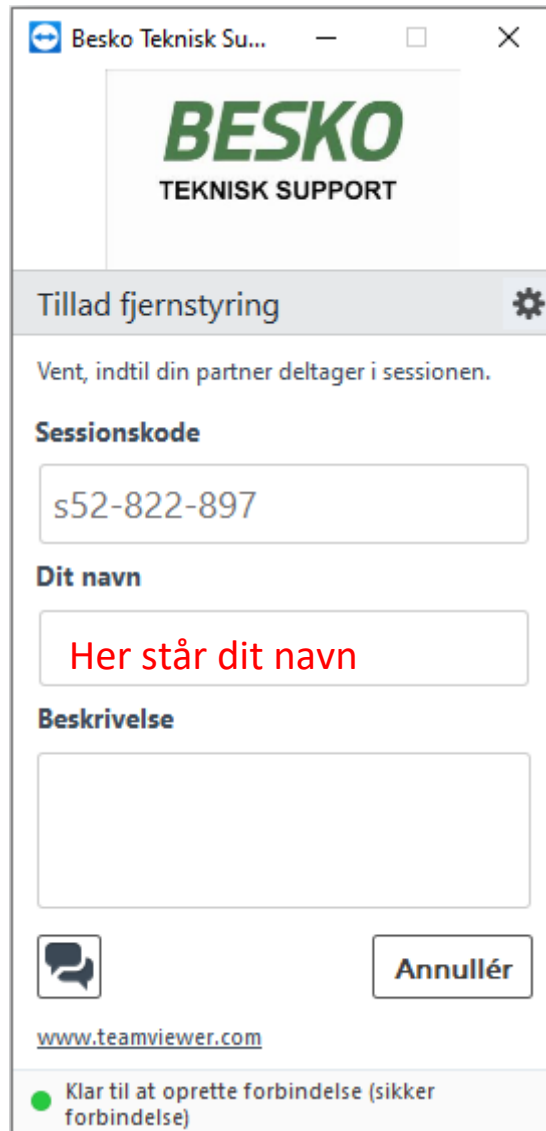 Besko Teknisk Su...
BESKO
TEKNISK SUPPORT
Tillad fjernstyring
Vent, indtil din partner deltager i sessionen.
Sessionskode
s52-822-897
Dit navn
Her står dit navn
Beskrivelse
Annullér
www.teamviewer.com
Klar til at oprette forbindelse (sikker
forbindelse)